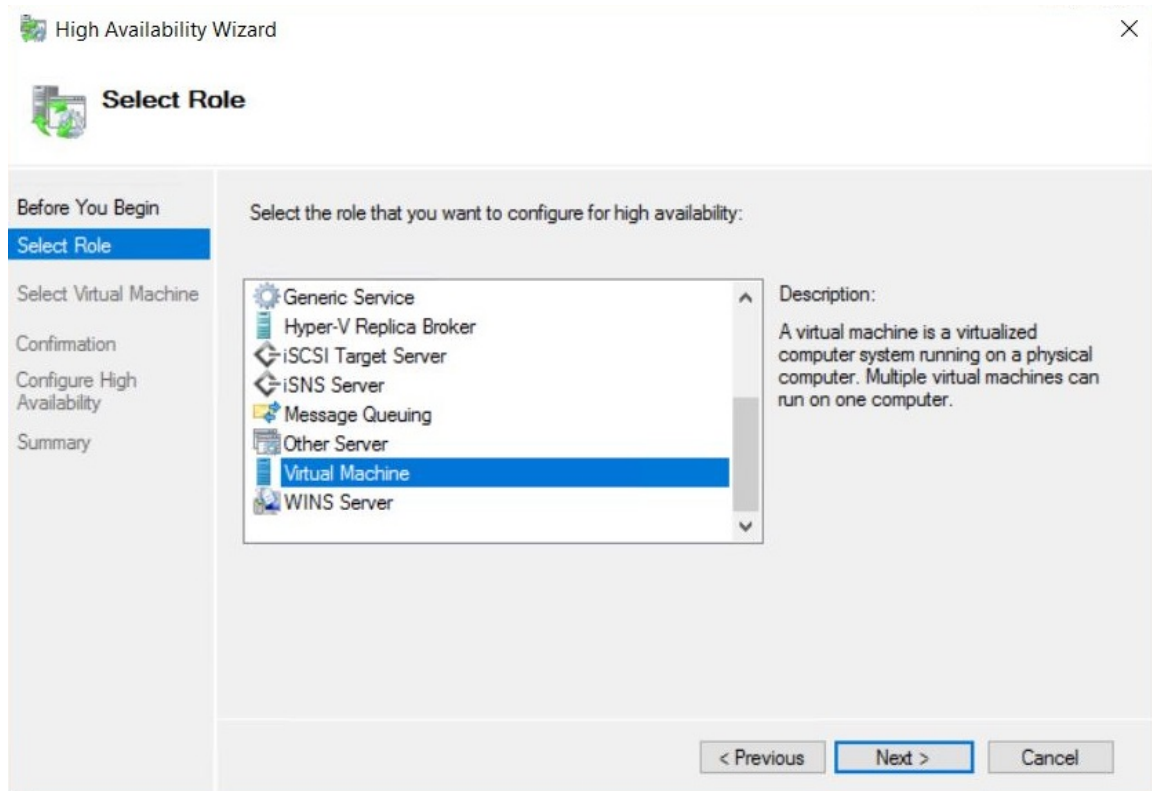 High Availability Wizard
Select Role
Before You Begin
Select Role
Select Virtual Machine
Confirmation
Configure High
Availability
Summary
Select the role that you want to configure for high availability:
Generic Service
Hyper-V Replica Broker
iSCSI Target Server
iSNS Server
Message Queuing
Other Server
Virtual Machine
WINS Server
Description:
A virtual machine is a virtualized
computer system running on a physical
computer. Multiple virtual machines can
run on one computer.
< Previous
Next >
Cancel